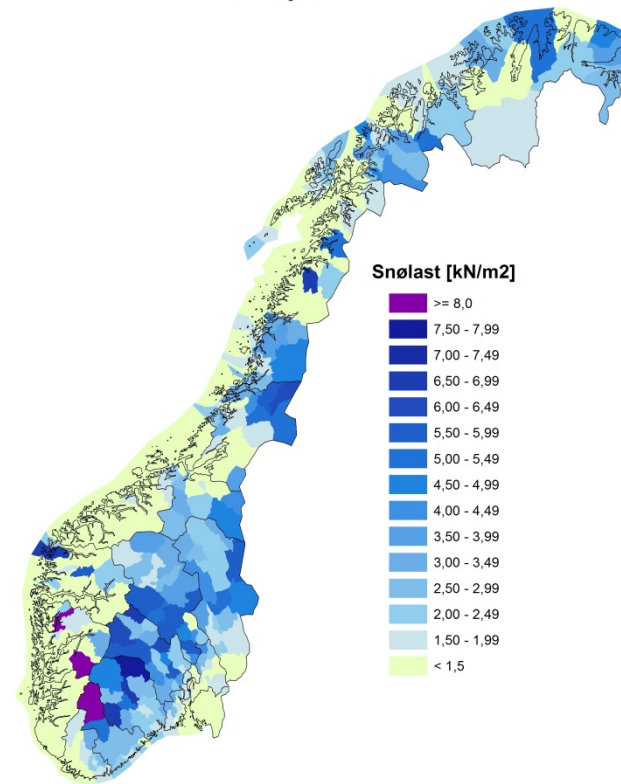 Snølast [kN/m2]
>= 8,0
7,50 - 7,99
7,00 - 7,49
6,50 - 6,99
6,00 - 6,49
5,50 - 5,99
5,00 - 5,49
4,50 - 4,99
4,00 - 4,49
3,50 - 3,99
3,00 - 3,49
2,50 - 2,99
2,00 - 2,49
1,50 - 1,99
< 1,5